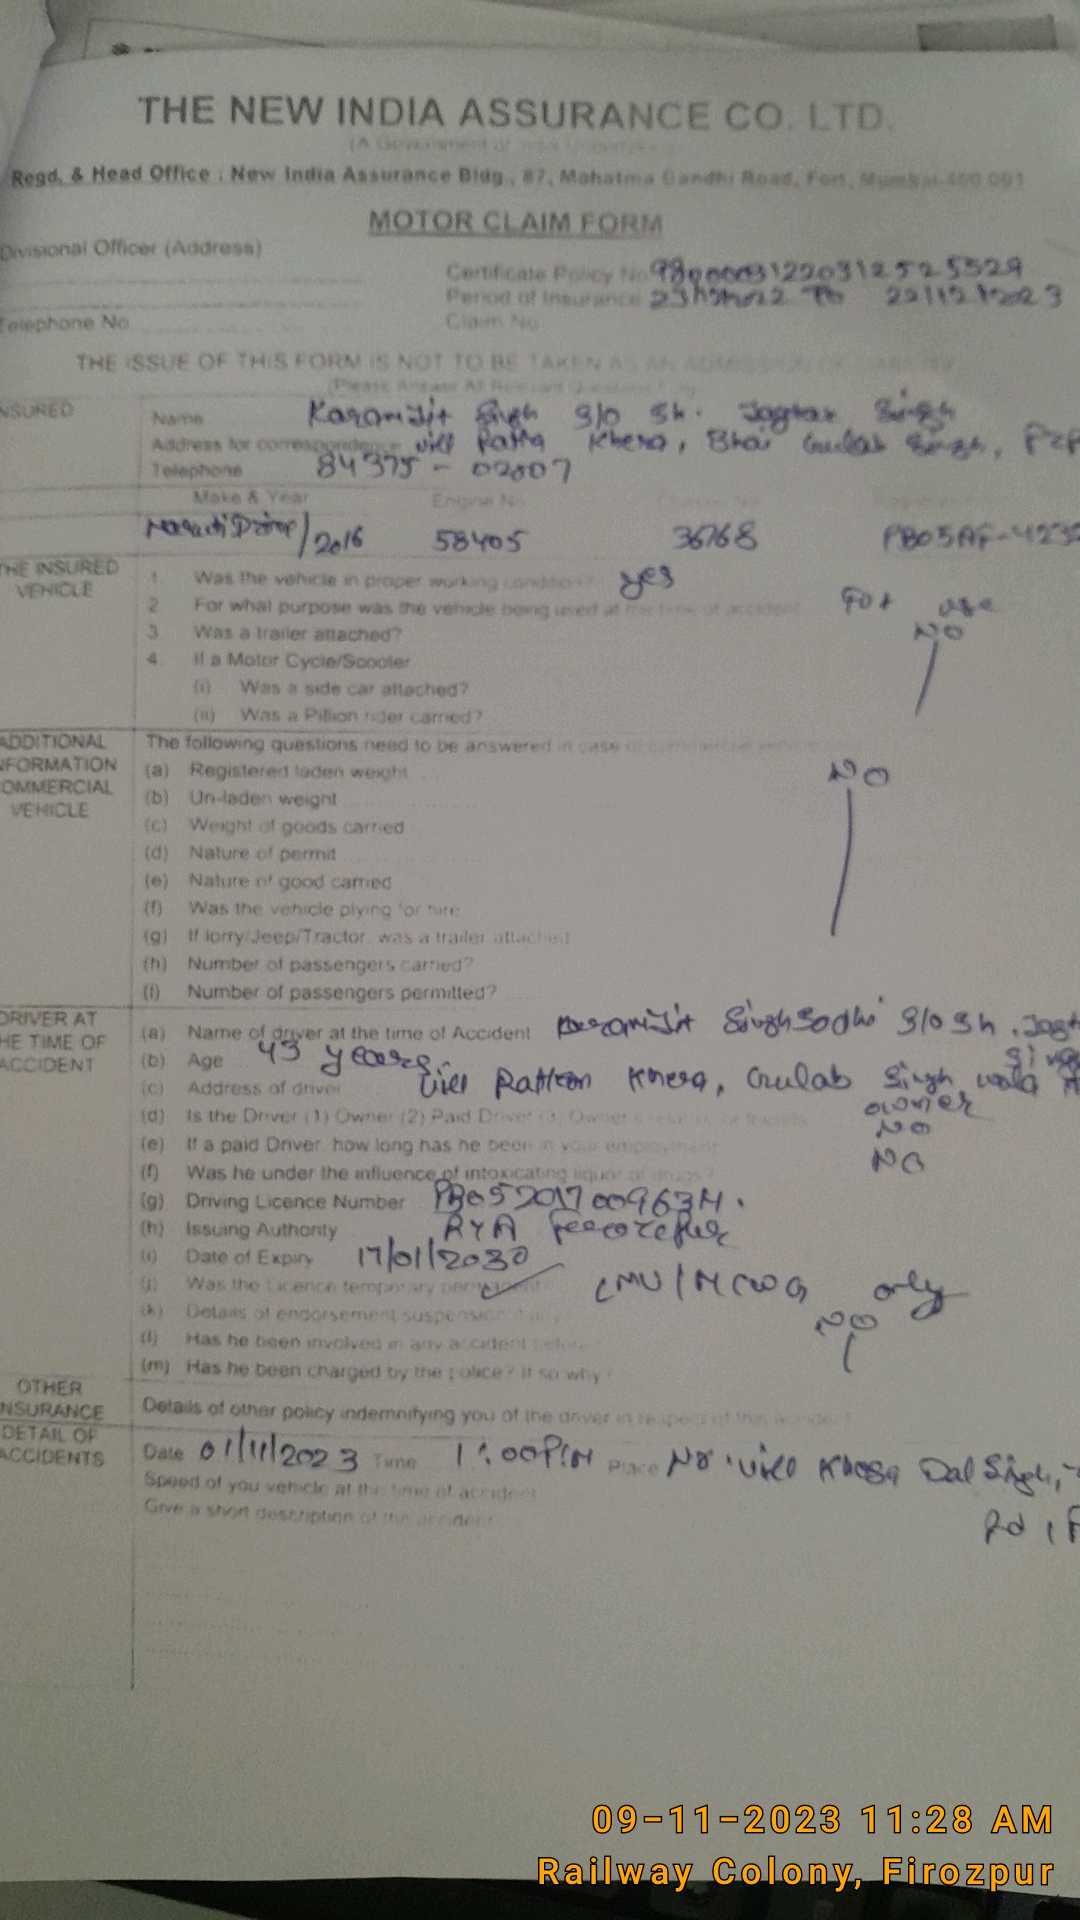 THE NEW INDIA ASSURANCE CO. LTD.
(A Government of India Undertaking)
Regd. & Head Office : New India Assurance Bldg., 87, Mahatma Gandhi Road, Fort, Mumbai-400 001
MOTOR CLAIM FORM
Divisional Officer (Address)
Certificate Policy No 98000031220312525529
Period of Insurance 23/12/2022 To 22/12/2023
Telephone No
Claim No
THE ISSUE OF THIS FORM IS NOT TO BE TAKEN AS AN ADMISSION OF LIABILITY
(Please Answer All Relevant Questions
INSURED
Name Karamjit Singh S/o Sh. Singh
Address for correspondence vill Khera, Bhai Gulab Singh,
Telephone 84375-02807
Make & Year Engine No
/2016 58405 36768 PB05AF-4232
THE INSURED VEHICLE
1. Was the vehicle in proper working condition? yes
2 For what purpose was the vehicle being used at the time of accident For use
3 Was a trailer attached? NO
4. If a Motor Cycle/Scooter
(i) Was a side car attached?
(ii) Was a Pillion rider carried?
ADDITIONAL INFORMATION COMMERCIAL VEHICLE
The following questions need to be answered in case of commercial vehicle
(a) Registered laden weight NO
(b) Un-laden weight
(c) Weight of goods carried
(d) Nature of permit
(e) Nature of good carried
(f) Was the vehicle plying for hire
(g) If lorry/Jeep/Tractor, was a trailer attached
(h) Number of passengers carried?
(i) Number of passengers permitted?
DRIVER AT THE TIME OF ACCIDENT
(a) Name of driver at the time of Accident Karamjit Singh Sodhi S/o Sh.
(b) Age 43 years Singh
(c) Address of driver vill Rattan Khera, Gulab Singh wala
(d) Is the Driver (1) Owner (2) Paid Driver (3) Owner's relative or friends owner
(e) If a paid Driver, how long has he been in your employment NO
(f) Was he under the influence of intoxicating liquor or drugs? NO
(g) Driving Licence Number PB0520170096314.
(h) Issuing Authority RTA
(i) Date of Expiry 17/01/2030
(j) Was the Licence temporary permanent LMV/MCWG only
(k) Details of endorsement suspension if any NO
(l) Has he been involved in any accident before
(m) Has he been charged by the police? If so why?
OTHER INSURANCE
Details of other policy indemnifying you of the driver in respect of this accident
DETAIL OF ACCIDENTS
Date 01/11/2023 Time 1:00PM Place Nr vill Khosa Dal Singh,
Speed of you vehicle at the time of accident Rd
Give a short description of the accident
09-11-2023 11:28 AM
Railway Colony, Firozpur